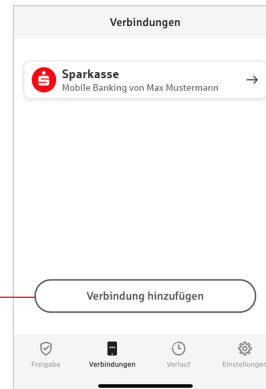 Verbindungen
Sparkasse
Mobile Banking von Max Mustermann
Verbindung hinzufügen
Freigabe
Verbindungen
Verlauf
Einstellungen